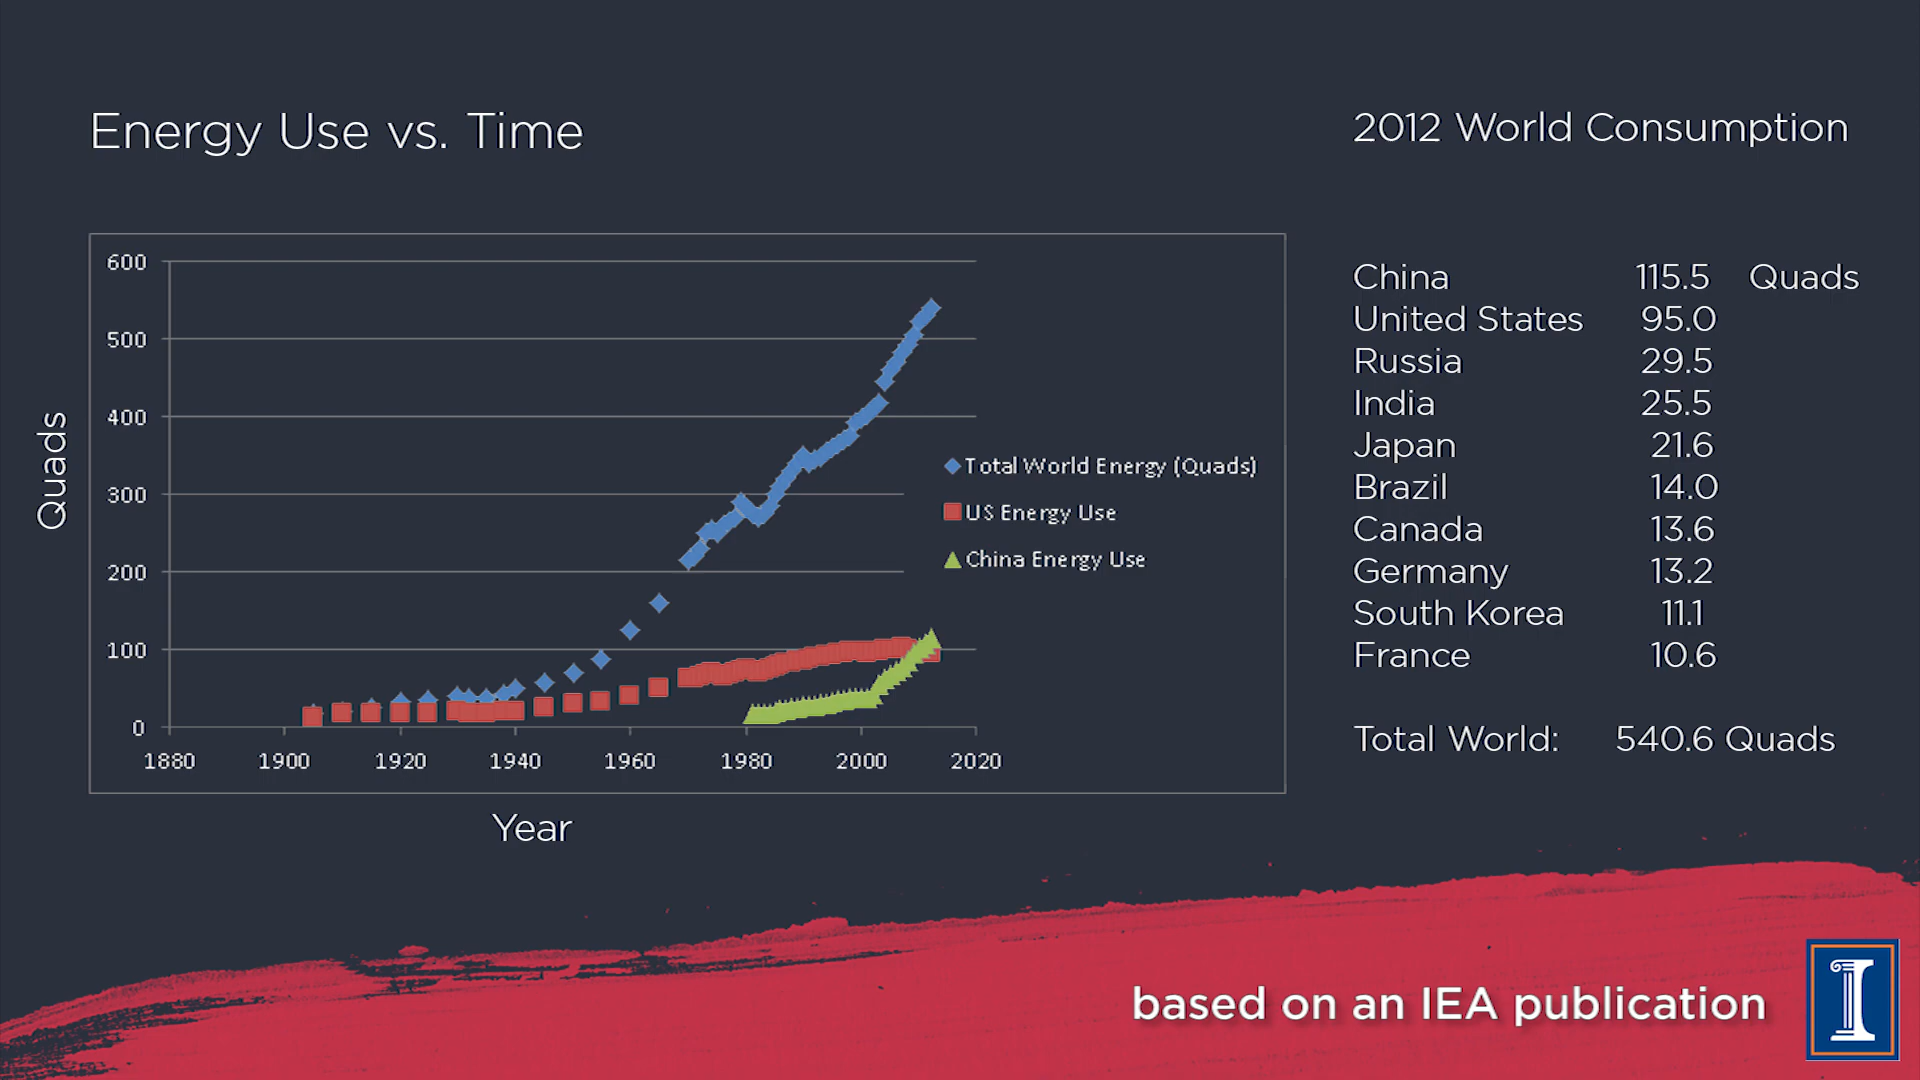 Energy Use vs. Time
2012 World Consumption
Quads
600
500
400
300
200
100
0
1880 1900 1920 1940 1960 1980 2000 2020
Year
Total World Energy (Quads)
US Energy Use
China Energy Use
China 115.5 Quads
United States 95.0
Russia 29.5
India 25.5
Japan 21.6
Brazil 14.0
Canada 13.6
Germany 13.2
South Korea 11.1
France 10.6
Total World: 540.6 Quads
based on an IEA publication
I